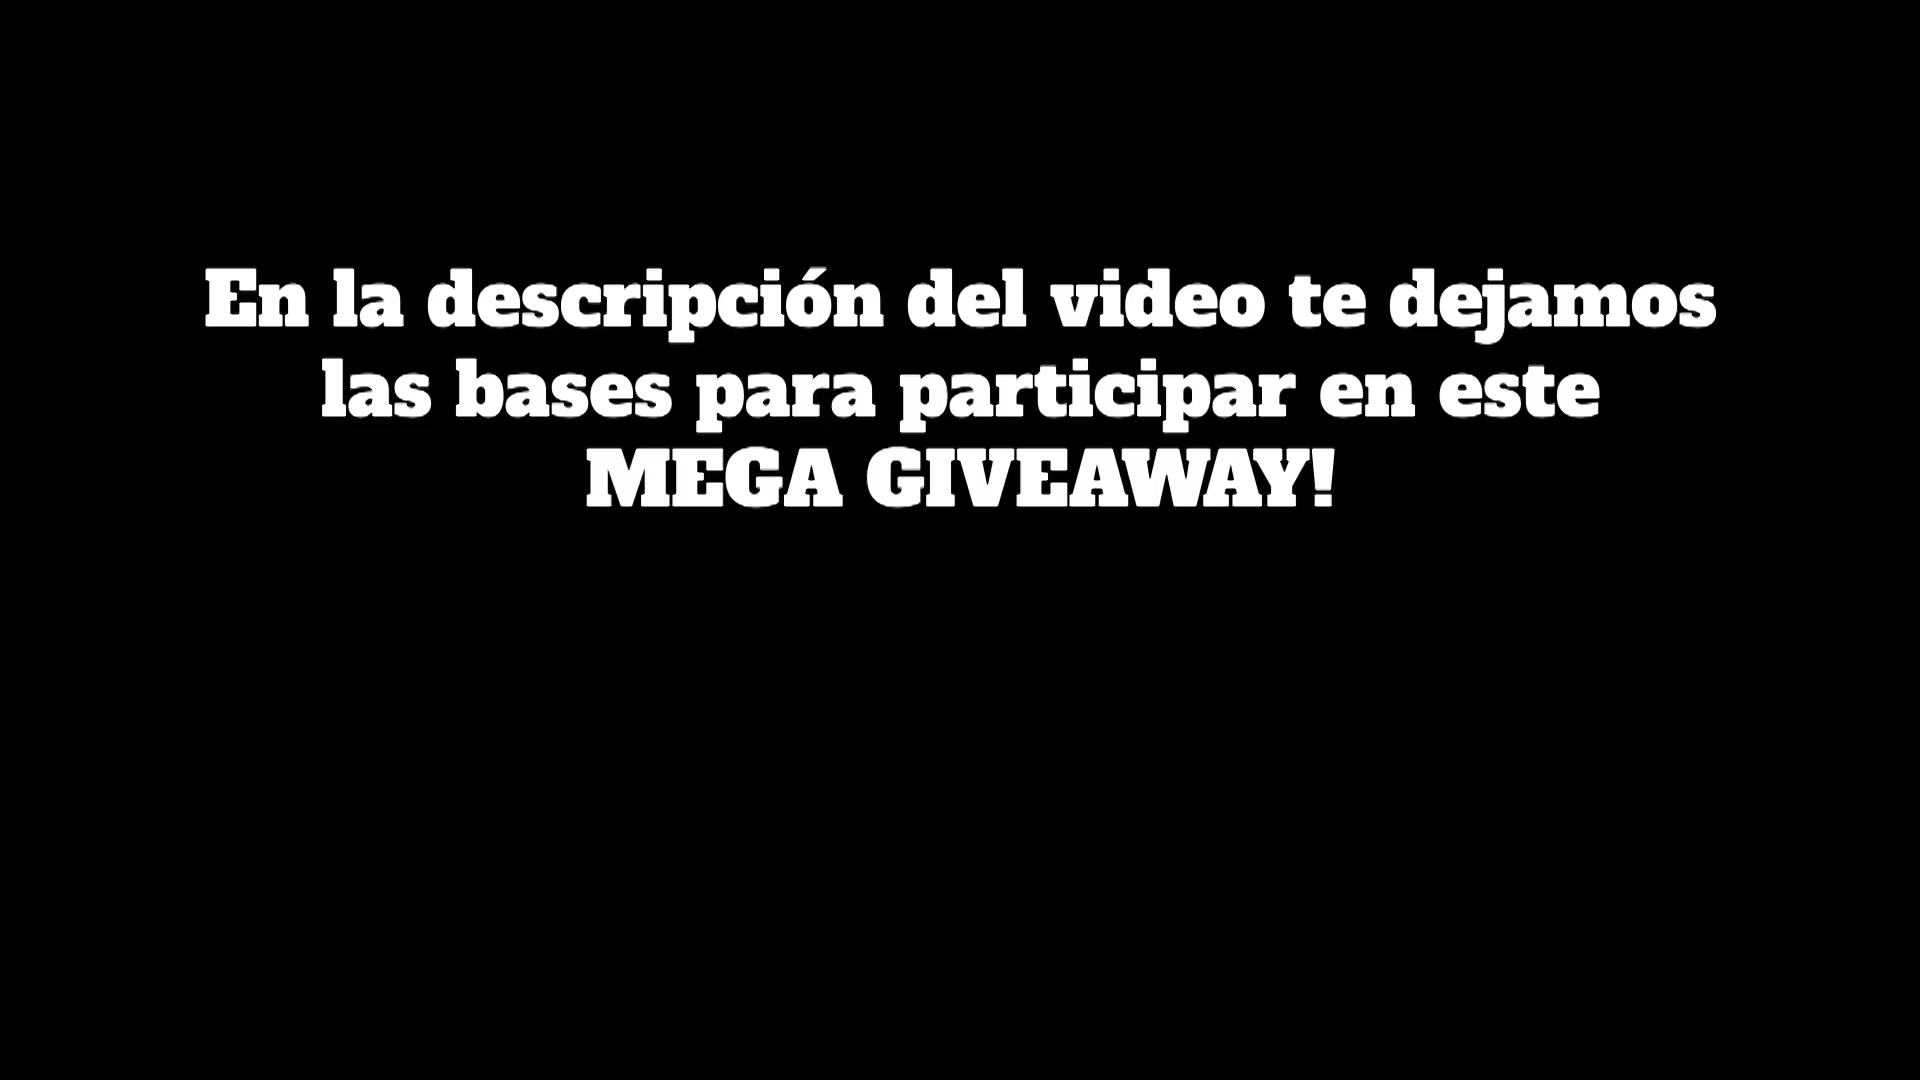 En la descripción del video te dejamos
las bases para participar en este
MEGA GIVEAWAY!